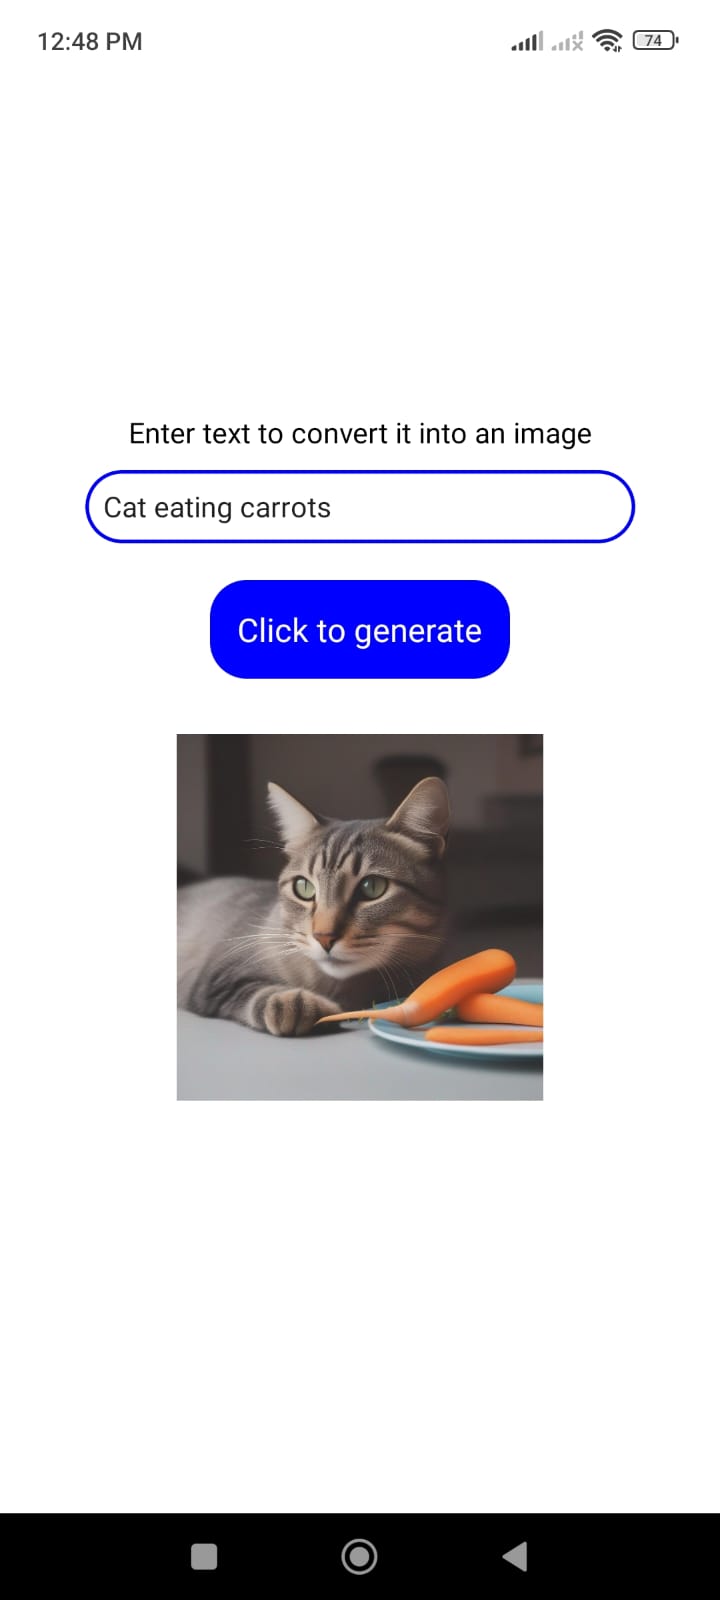 12:48 PM
74
Enter text to convert it into an image
Cat eating carrots
Click to generate